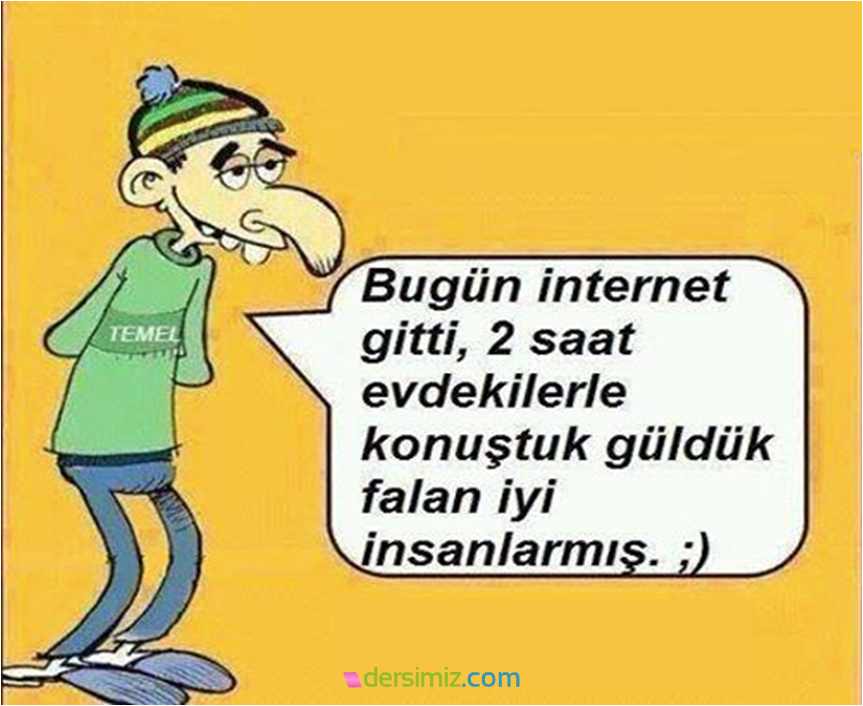 TEMEL
Bugün internet
gitti, 2 saat
evdekilerle
konuştuk güldük
falan iyi
insanlarmış. ;)
dersimiz.com